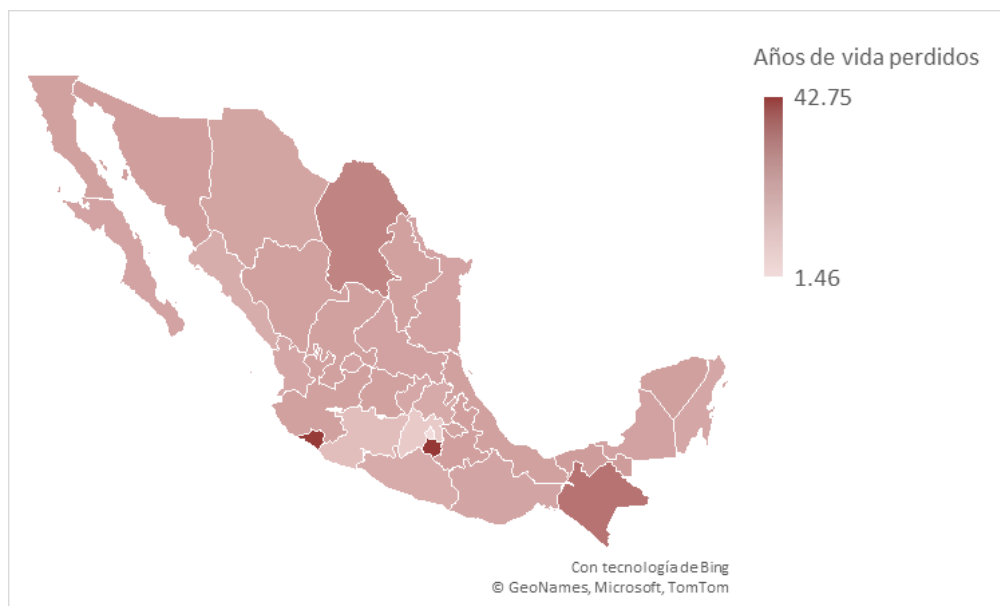 Años de vida perdidos
42.75
1.46
Con tecnología de Bing
© GeoNames, Microsoft, TomTom